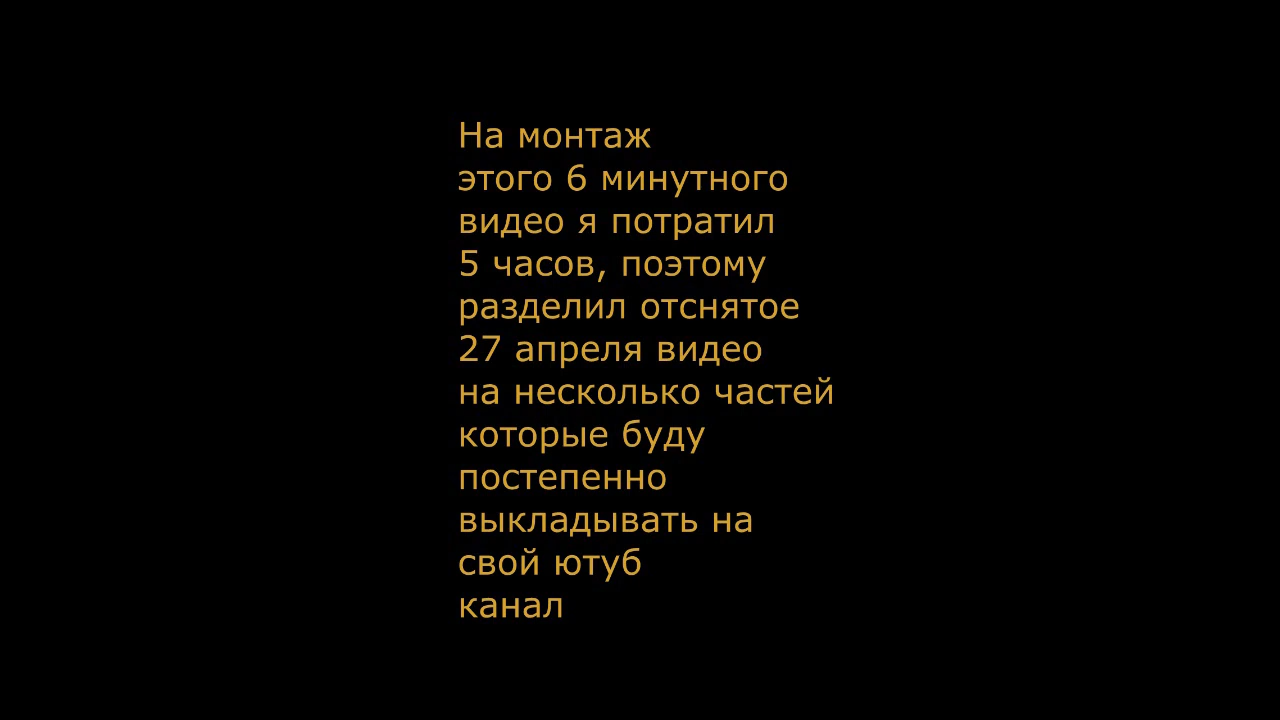 На монтаж
этого 6 минутного
видео я потратил
5 часов, поэтому
разделил отснятое
27 апреля видео
на несколько частей
которые буду
постепенно
выкладывать на
свой ютуб
канал